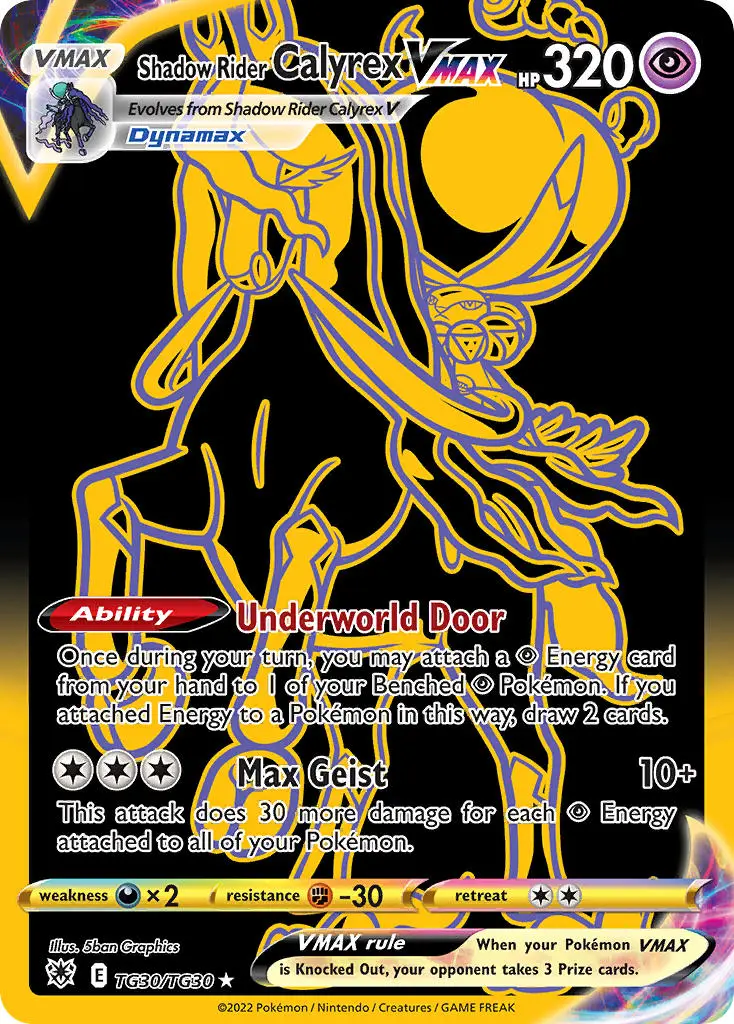 VMAX
Shadow Rider Calyrex VMAX HP 320
Evolves from Shadow Rider Calyrex V
Dynamax
Ability Underworld Door
Once during your turn, you may attach a Energy card
from your hand to 1 of your Benched Pokémon. If you
attached Energy to a Pokémon in this way, draw 2 cards.
Max Geist 10+
This attack does 30 more damage for each Energy
attached to all of your Pokémon.
weakness ×2 resistance -30 retreat
Illus. 5ban Graphics
VMAX rule When your Pokémon VMAX
is Knocked Out, your opponent takes 3 Prize cards.
E TG30/TG30 ★
©2022 Pokémon / Nintendo / Creatures / GAME FREAK